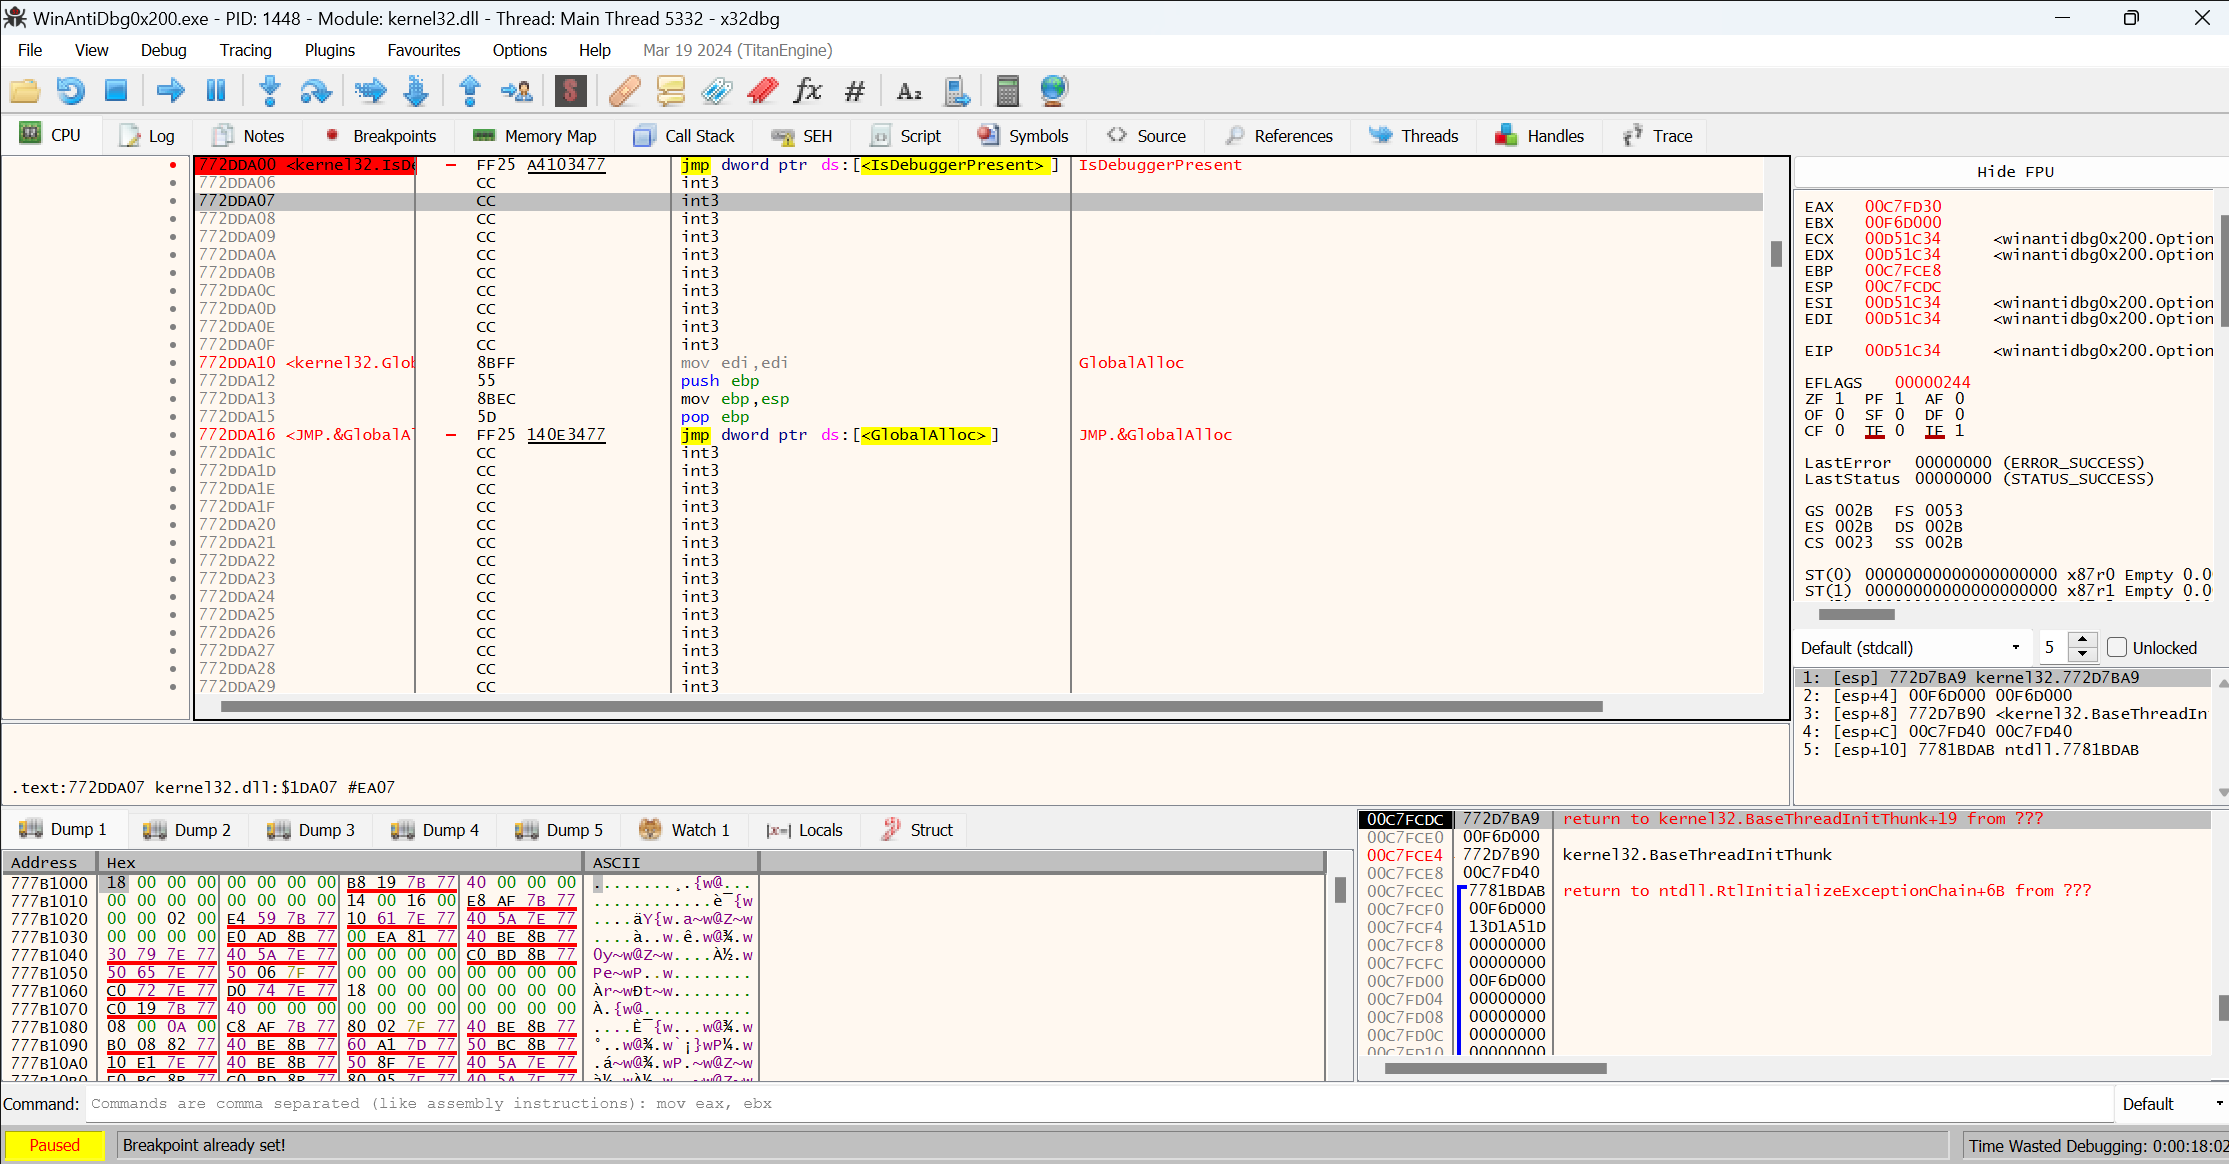 WinAntiDbg0x200.exe - PID: 1448 - Module: kernel32.dll - Thread: Main Thread 5332 - x32dbg
File View Debug Tracing Plugins Favourites Options Help Mar 19 2024 (TitanEngine)
CPU Log Notes Breakpoints Memory Map Call Stack SEH Script Symbols Source References Threads Handles Trace
772DDA00 <kernel32.IsDe - FF25 A4103477 jmp dword ptr ds:[<IsDebuggerPresent>] IsDebuggerPresent
772DDA06 CC int3
772DDA07 CC int3
772DDA08 CC int3
772DDA09 CC int3
772DDA0A CC int3
772DDA0B CC int3
772DDA0C CC int3
772DDA0D CC int3
772DDA0E CC int3
772DDA0F CC int3
772DDA10 <kernel32.Glob 8BFF mov edi,edi GlobalAlloc
772DDA12 55 push ebp
772DDA13 8BEC mov ebp,esp
772DDA15 5D pop ebp
772DDA16 <JMP.&GlobalAl - FF25 140E3477 jmp dword ptr ds:[<GlobalAlloc>] JMP.&GlobalAlloc
772DDA1C CC int3
772DDA1D CC int3
772DDA1E CC int3
772DDA1F CC int3
772DDA20 CC int3
772DDA21 CC int3
772DDA22 CC int3
772DDA23 CC int3
772DDA24 CC int3
772DDA25 CC int3
772DDA26 CC int3
772DDA27 CC int3
772DDA28 CC int3
772DDA29 CC int3
Hide FPU
EAX 00C7FD30
EBX 00F6D000
ECX 00D51C34 <winantidbg0x200.Option
EDX 00D51C34 <winantidbg0x200.Option
EBP 00C7FCE8
ESP 00C7FCDC
ESI 00D51C34 <winantidbg0x200.Option
EDI 00D51C34 <winantidbg0x200.Option
EIP 00D51C34 <winantidbg0x200.Option
EFLAGS 00000244
ZF 1 PF 1 AF 0
OF 0 SF 0 DF 0
CF 0 TF 0 IF 1
LastError 00000000 (ERROR_SUCCESS)
LastStatus 00000000 (STATUS_SUCCESS)
GS 002B FS 0053
ES 002B DS 002B
CS 0023 SS 002B
ST(0) 00000000000000000000 x87r0 Empty 0.0
ST(1) 00000000000000000000 x87r1 Empty 0.0
Default (stdcall) 5 Unlocked
1: [esp] 772D7BA9 kernel32.772D7BA9
2: [esp+4] 00F6D000 00F6D000
3: [esp+8] 772D7B90 <kernel32.BaseThreadIn
4: [esp+C] 00C7FD40 00C7FD40
5: [esp+10] 7781BDAB ntdll.7781BDAB
.text:772DDA07 kernel32.dll:$1DA07 #EA07
Dump 1 Dump 2 Dump 3 Dump 4 Dump 5 Watch 1 Locals Struct
Address Hex ASCII
777B1000 18 00 00 00 00 00 00 00 B8 19 7B 77 40 00 00 00 ........¸.{w@...
777B1010 00 00 00 00 00 00 00 00 14 00 16 00 E8 AF 7B 77 ............è¯{w
777B1020 00 00 02 00 E4 59 7B 77 10 61 7E 77 40 5A 7E 77 ....äY{w.a~w@Z~w
777B1030 00 00 00 00 E0 AD 8B 77 00 EA 81 77 40 BE 8B 77 ....à..w.ê.w@¾.w
777B1040 30 79 7E 77 40 5A 7E 77 00 00 00 00 C0 BD 8B 77 0y~w@Z~w....À½.w
777B1050 50 65 7E 77 50 06 7F 77 00 00 00 00 00 00 00 00 Pe~wP..w........
777B1060 C0 72 7E 77 D0 74 7E 77 18 00 00 00 00 00 00 00 Àr~wÐt~w........
777B1070 C0 19 7B 77 40 00 00 00 00 00 00 00 00 00 00 00 À.{w@...........
777B1080 08 00 0A 00 C8 AF 7B 77 80 02 7F 77 40 BE 8B 77 ....È¯{w...w@¾.w
777B1090 B0 08 82 77 40 BE 8B 77 60 A1 7D 77 50 BC 8B 77 °..w@¾.w`¡}wP¼.w
777B10A0 10 E1 7E 77 40 BE 8B 77 50 8F 7E 77 40 5A 7E 77 .á~w@¾.wP.~w@Z~w
00C7FCDC 772D7BA9 return to kernel32.BaseThreadInitThunk+19 from ???
00C7FCE0 00F6D000
00C7FCE4 772D7B90 kernel32.BaseThreadInitThunk
00C7FCE8 00C7FD40
00C7FCEC 7781BDAB return to ntdll.RtlInitializeExceptionChain+6B from ???
00C7FCF0 00F6D000
00C7FCF4 13D1A51D
00C7FCF8 00000000
00C7FCFC 00000000
00C7FD00 00F6D000
00C7FD04 00000000
00C7FD08 00000000
00C7FD0C 00000000
00C7FD10 00000000
Command: Commands are comma separated (like assembly instructions): mov eax, ebx Default
Paused Breakpoint already set! Time Wasted Debugging: 0:00:18:02